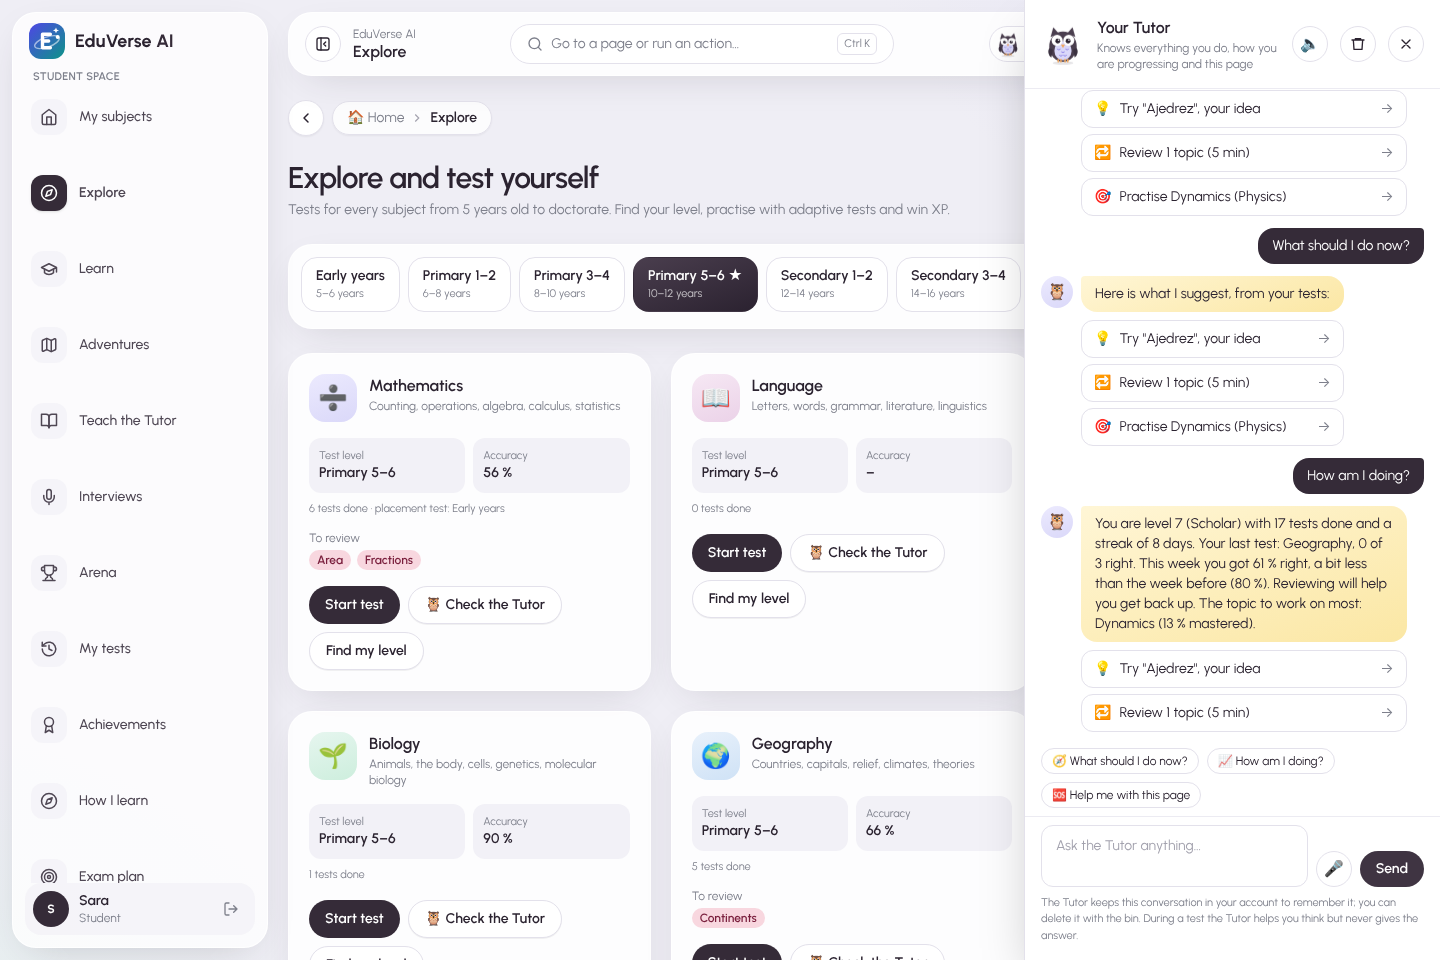 EduVerse AI
STUDENT SPACE
My subjects
Explore
Learn
Adventures
Teach the Tutor
Interviews
Arena
My tests
Achievements
How I learn
Exam plan
S
Sara
Student
EduVerse AI
Explore
Go to a page or run an action...
Ctrl K
Home
Explore
Explore and test yourself
Tests for every subject from 5 years old to doctorate. Find your level, practise with adaptive tests and win XP.
Early years
5–6 years
Primary 1–2
6–8 years
Primary 3–4
8–10 years
Primary 5–6 ★
10–12 years
Secondary 1–2
12–14 years
Secondary 3–4
14–16 years
Mathematics
Counting, operations, algebra, calculus, statistics
Test level
Primary 5–6
Accuracy
56 %
6 tests done · placement test: Early years
To review
Area
Fractions
Start test
Check the Tutor
Find my level
Language
Letters, words, grammar, literature, linguistics
Test level
Primary 5–6
Accuracy
–
0 tests done
Start test
Check the Tutor
Find my level
Biology
Animals, the body, cells, genetics, molecular
biology
Test level
Primary 5–6
Accuracy
90 %
1 tests done
Start test
Check the Tutor
Geography
Countries, capitals, relief, climates, theories
Test level
Primary 5–6
Accuracy
66 %
5 tests done
To review
Continents
Your Tutor
Knows everything you do, how you
are progressing and this page
Try "Ajedrez", your idea
Review 1 topic (5 min)
Practise Dynamics (Physics)
What should I do now?
Here is what I suggest, from your tests:
Try "Ajedrez", your idea
Review 1 topic (5 min)
Practise Dynamics (Physics)
How am I doing?
You are level 7 (Scholar) with 17 tests done and a
streak of 8 days. Your last test: Geography, 0 of
3 right. This week you got 61 % right, a bit less
than the week before (80 %). Reviewing will help
you get back up. The topic to work on most:
Dynamics (13 % mastered).
Try "Ajedrez", your idea
Review 1 topic (5 min)
What should I do now?
How am I doing?
Help me with this page
Ask the Tutor anything...
Send
The Tutor keeps this conversation in your account to remember it; you can
delete it with the bin. During a test the Tutor helps you think but never gives the
answer.